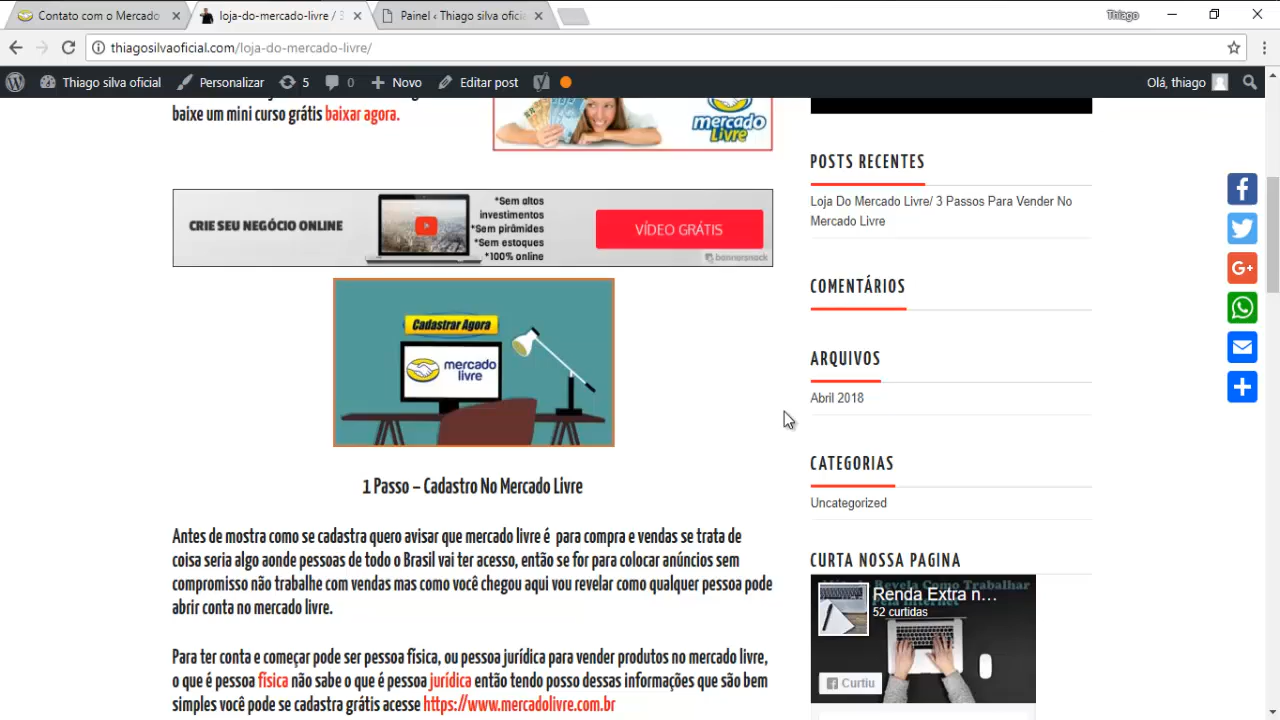 Contato com o Mercado
loja-do-mercado-livre / 3
Painel ‹ Thiago silva oficial
Thiago
thiagosilvaoficial.com/loja-do-mercado-livre/
Thiago silva oficial
Personalizar
5
0
Novo
Editar post
Olá, thiago
baixe um mini curso grátis baixar agora.
mercado
livre
CRIE SEU NEGÓCIO ONLINE
*Sem altos
investimentos
*Sem pirâmides
*Sem estoques
*100% online
VÍDEO GRÁTIS
bannersnack
Cadastrar Agora
mercado
livre
1 Passo – Cadastro No Mercado Livre
Antes de mostra como se cadastra quero avisar que mercado livre é para compra e vendas se trata de
coisa seria algo aonde pessoas de todo o Brasil vai ter acesso, então se for para colocar anúncios sem
compromisso não trabalhe com vendas mas como você chegou aqui vou revelar como qualquer pessoa pode
abrir conta no mercado livre.
Para ter conta e começar pode ser pessoa física, ou pessoa jurídica para vender produtos no mercado livre,
o que é pessoa física não sabe o que é pessoa jurídica então tendo posso dessas informações que são bem
simples você pode se cadastra grátis acesse https://www.mercadolivre.com.br
POSTS RECENTES
Loja Do Mercado Livre/ 3 Passos Para Vender No
Mercado Livre
COMENTÁRIOS
ARQUIVOS
Abril 2018
CATEGORIAS
Uncategorized
CURTA NOSSA PAGINA
Revela Como Trabalhar
Pela Internet
Renda Extra n...
52 curtidas
Curtiu